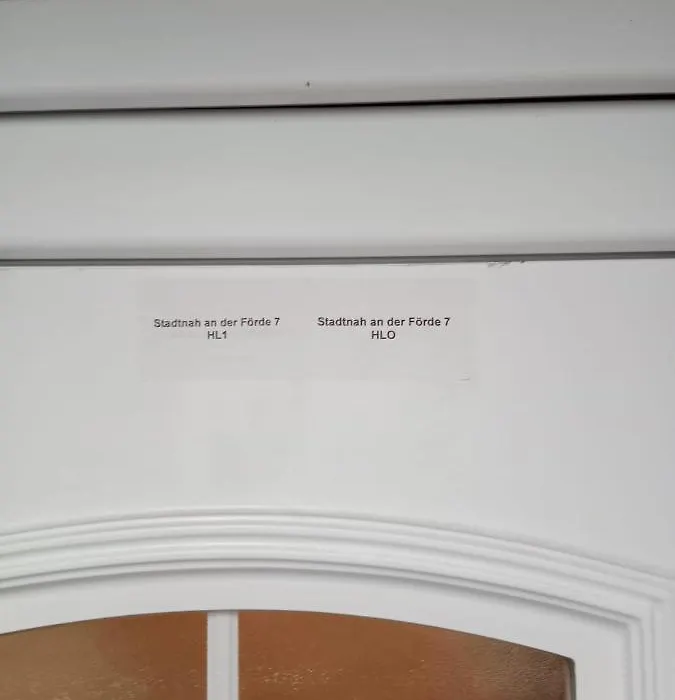 Stadtnah an der Förde 7
HL1
Stadtnah an der Förde 7
HLO